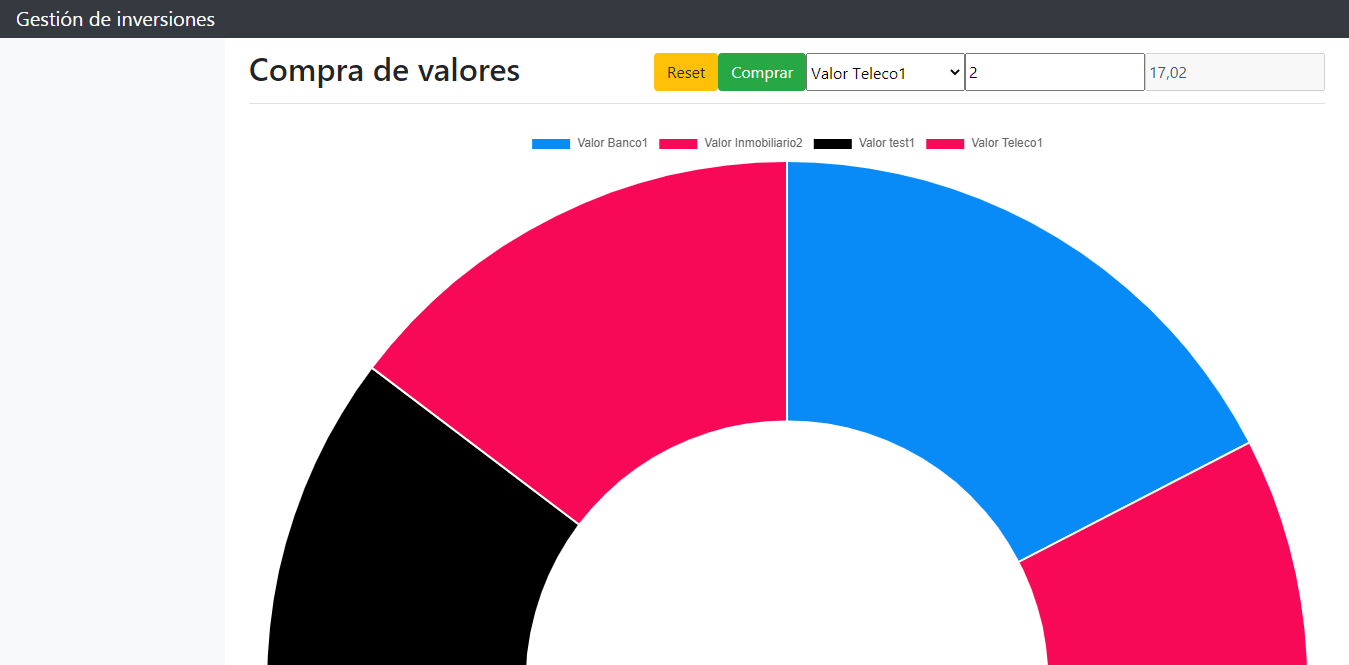 Gestión de inversiones
Compra de valores
Reset Comprar Valor Teleco1 2 17,02
Valor Banco1 Valor Inmobiliario2 Valor test1 Valor Teleco1